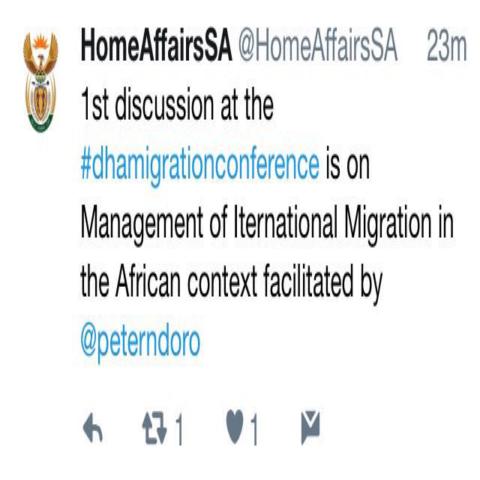 HomeAffairsSA @HomeAffairsSA 23m
1st discussion at the
#dhamigrationconference is on
Management of Iternational Migration in
the African context facilitated by
@peterndoro
1 1